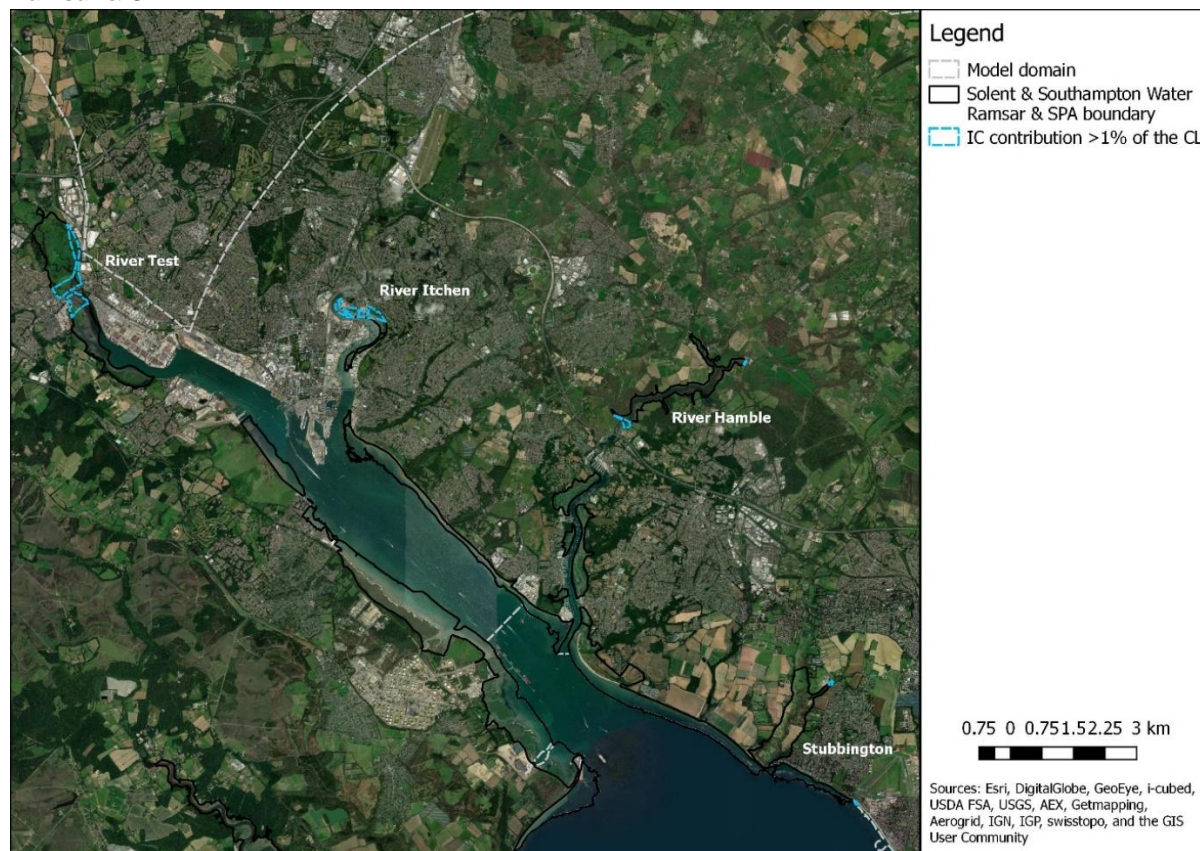 Legend
Model domain
Solent & Southampton Water
Ramsar & SPA boundary
IC contribution >1% of the CL
River Test
River Itchen
River Hamble
Stubbington
0.75 0 0.751.52.25 3 km
Sources: Esri, DigitalGlobe, GeoEye, i-cubed,
USDA FSA, USGS, AEX, Getmapping,
Aerogrid, IGN, IGP, swisstopo, and the GIS
User Community